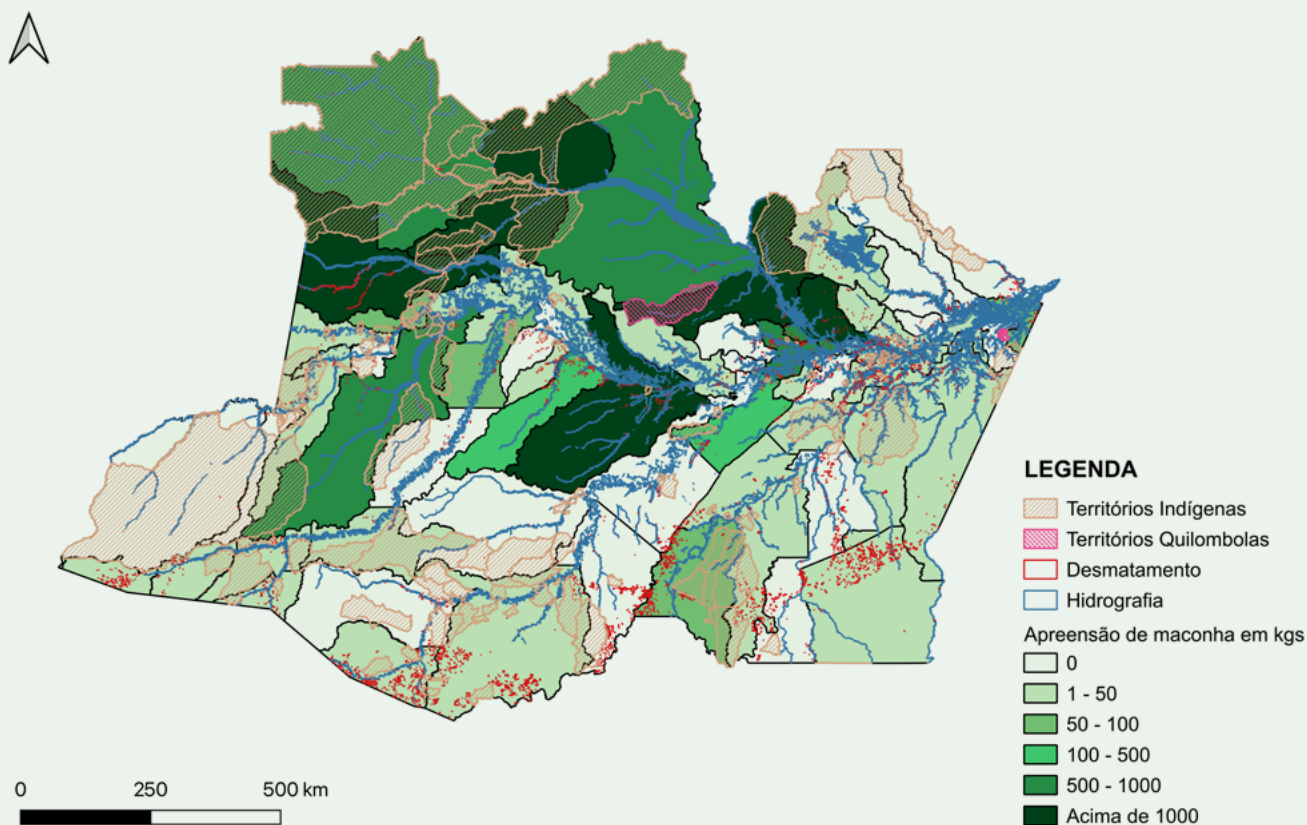 LEGENDA
Territórios Indígenas
Territórios Quilombolas
Desmatamento
Hidrografia
Apreensão de maconha em kgs
0
1 - 50
50 - 100
100 - 500
500 - 1000
Acima de 1000
0 250 500 km